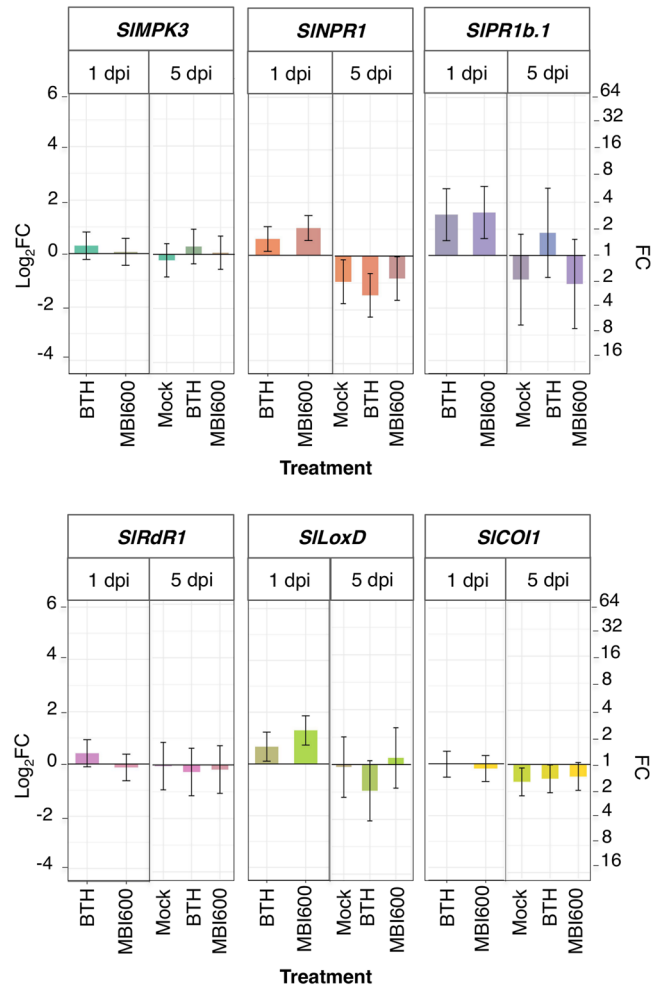 SlMPK3 SlNPR1 SlPR1b.1
1 dpi 5 dpi 1 dpi 5 dpi 1 dpi 5 dpi
6 64
32
4 16
8
2 4
2
0 1
2
-2 4
8
-4 16
Log2FC FC
BTH MBI600 Mock BTH MBI600 BTH MBI600 Mock BTH MBI600 BTH MBI600 Mock BTH MBI600
Treatment
SlRdR1 SlLoxD SlCOI1
1 dpi 5 dpi 1 dpi 5 dpi 1 dpi 5 dpi
6 64
32
4 16
8
2 4
2
0 1
2
-2 4
8
-4 16
Log2FC FC
BTH MBI600 Mock BTH MBI600 BTH MBI600 Mock BTH MBI600 BTH MBI600 Mock BTH MBI600
Treatment